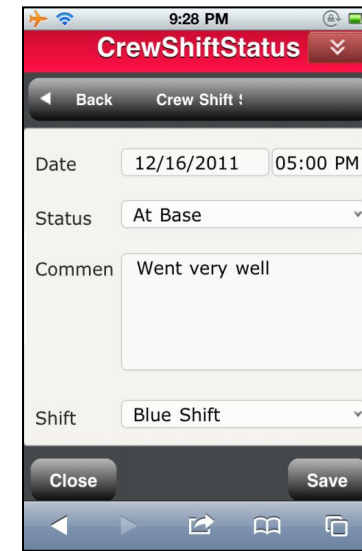 9:28 PM
CrewShiftStatus
Back Crew Shift
Date 12/16/2011 05:00 PM
Status At Base
Commen Went very well
Shift Blue Shift
Close Save